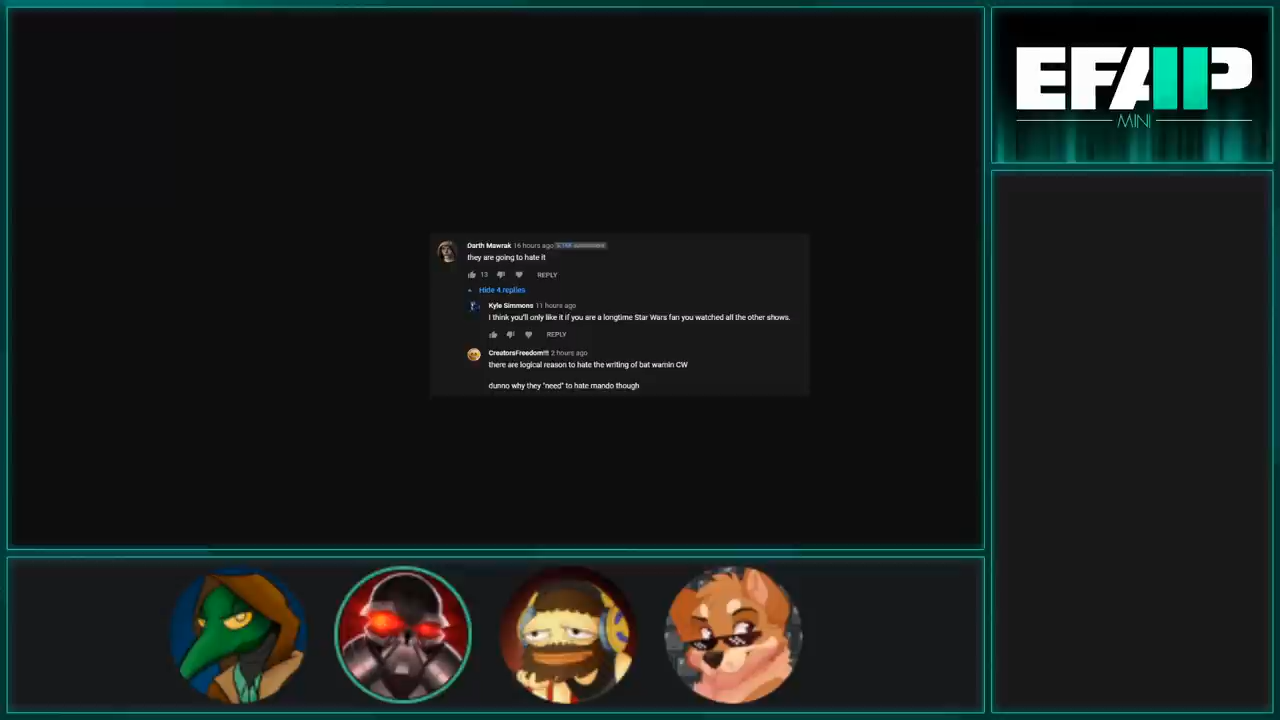 EFAP
MINI
Darth Mawrak 16 hours ago
they are going to hate it
13 REPLY
Hide 4 replies
Kyle Simmons 11 hours ago
I think you'll only like it if you are a longtime Star Wars fan you watched all the other shows.
REPLY
CreatorsFreedom!!! 2 hours ago
there are logical reason to hate the writing of bat wamin CW
dunno why they "need" to hate mando though